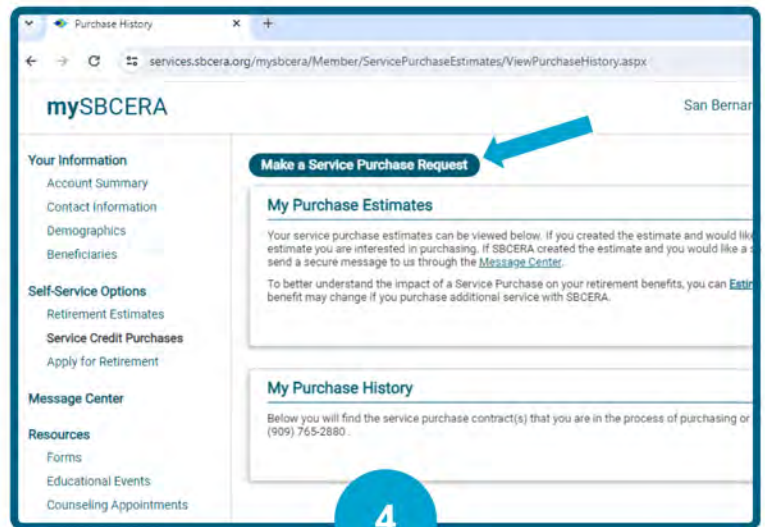 Purchase History
services.sbcera.org/mysbcera/Member/ServicePurchaseEstimates/ViewPurchaseHistory.aspx
mySBCERA
San Bernar
Your Information
Account Summary
Contact Information
Demographics
Beneficiaries
Self-Service Options
Retirement Estimates
Service Credit Purchases
Apply for Retirement
Message Center
Resources
Forms
Educational Events
Counseling Appointments
Make a Service Purchase Request
My Purchase Estimates
Your service purchase estimates can be viewed below. If you created the estimate and would like
estimate you are interested in purchasing. If SBCERA created the estimate and you would like a
send a secure message to us through the Message Center.
To better understand the impact of a Service Purchase on your retirement benefits, you can Estim
benefit may change if you purchase additional service with SBCERA.
My Purchase History
Below you will find the service purchase contract(s) that you are in the process of purchasing or
(909) 765-2880 .
4